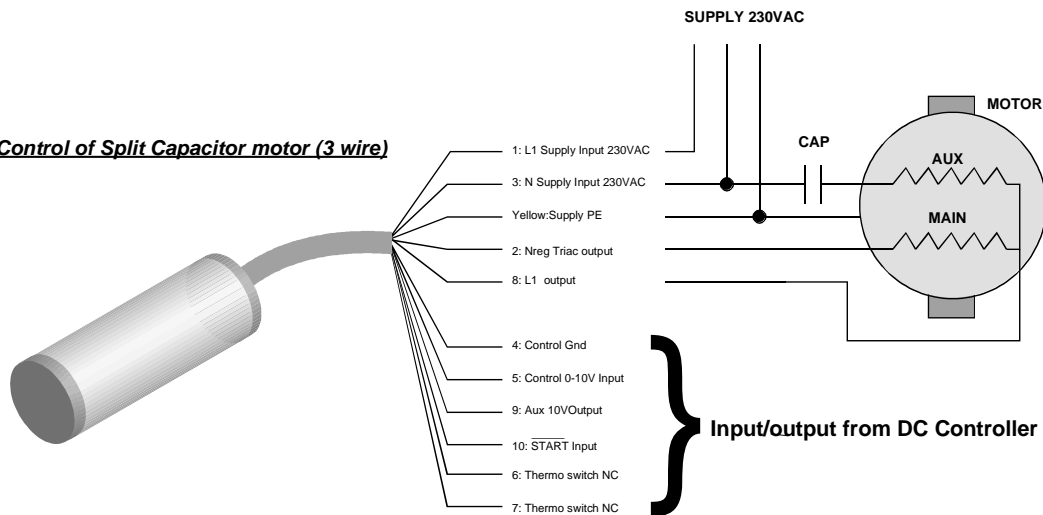 SUPPLY 230VAC
MOTOR
Control of Split Capacitor motor (3 wire)
CAP
1: L1 Supply Input 230VAC
AUX
3: N Supply Input 230VAC
Yellow:Supply PE
MAIN
2: Nreg Triac output
8: L1 output
4: Control Gnd
5: Control 0-10V Input
9: Aux 10VOutput
Input/output from DC Controller
10: START Input
6: Thermo switch NC
7: Thermo switch NC